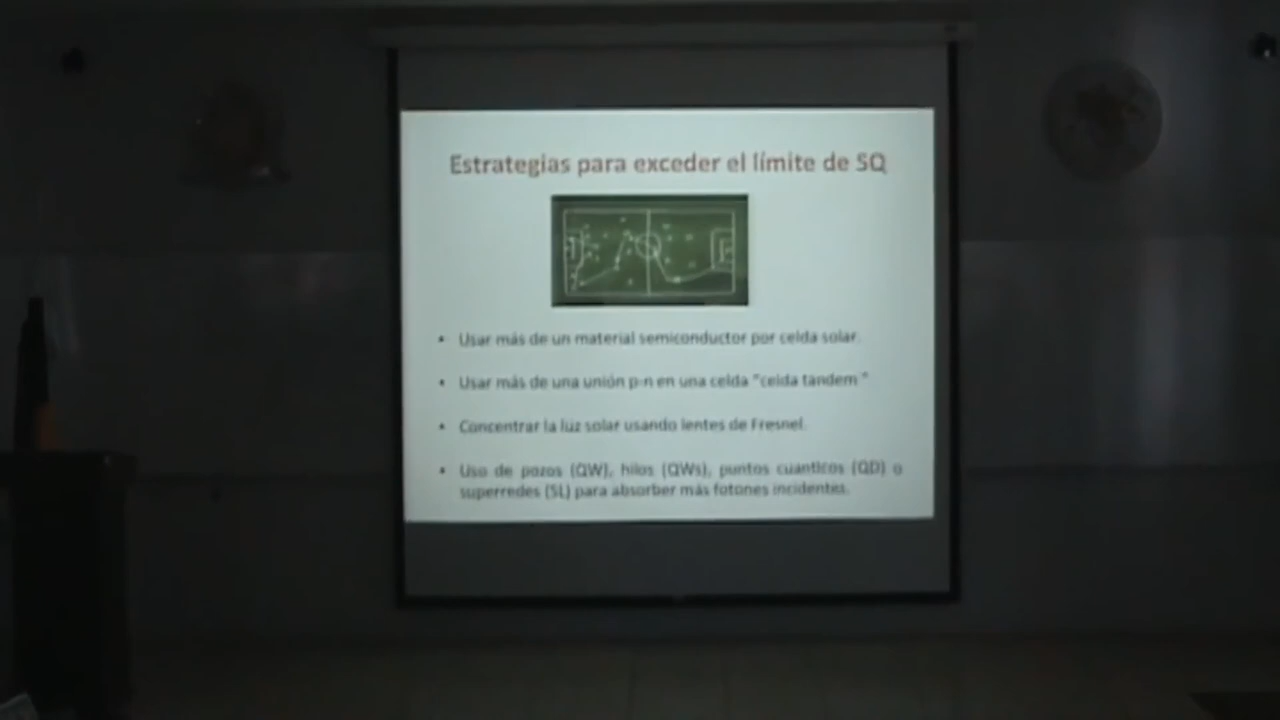 Estrategias para exceder el límite de SQ
• Usar más de un material semiconductor por celda solar.
• Usar más de una unión p-n en una celda "celda tandem"
• Concentrar la luz solar usando lentes de Fresnel.
• Uso de pozos (QW), hilos (QWs), puntos cuanticos (QD) o
superredes (SL) para absorber más fotones incidentes.